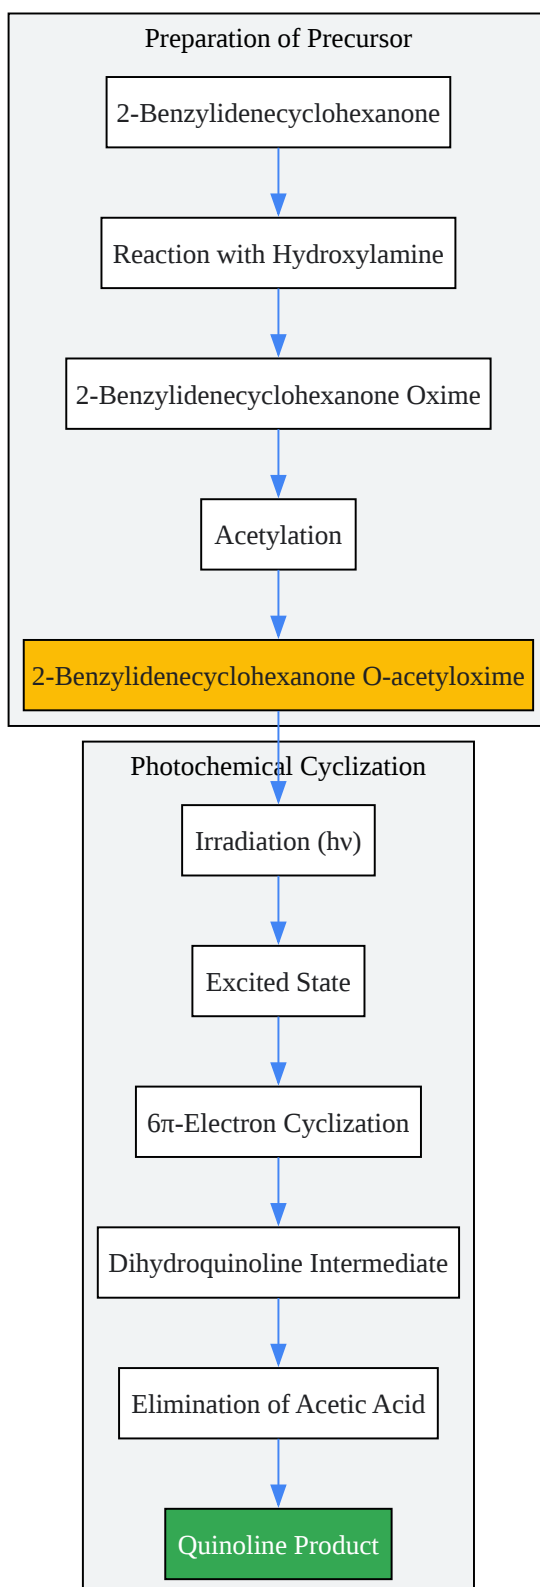 Preparation of Precursor
2-Benzylidenecyclohexanone
Reaction with Hydroxylamine
2-Benzylidenecyclohexanone Oxime
Acetylation
2-Benzylidenecyclohexanone O-acetyloxime
Photochemical Cyclization
Irradiation (hν)
Excited State
6π-Electron Cyclization
Dihydroquinoline Intermediate
Elimination of Acetic Acid
Quinoline Product